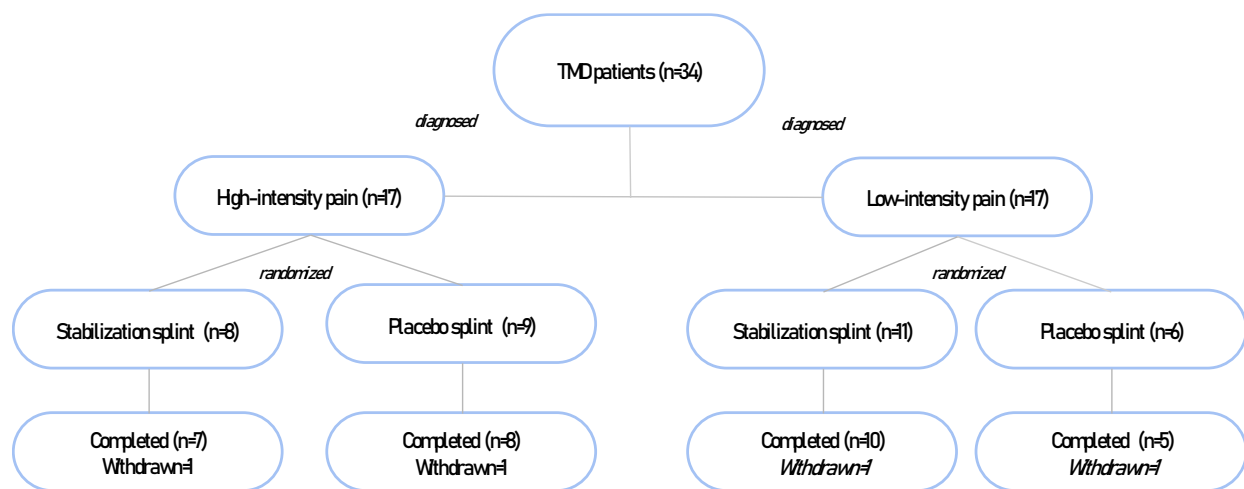 TMD patients (n=34)
diagnosed
diagnosed
High-intensity pain (n=17)
Low-intensity pain (n=17)
randomized
randomized
Stabilization splint (n=8)
Placebo splint (n=9)
Stabilization splint (n=11)
Placebo splint (n=6)
Completed (n=7)
Withdrawn=1
Completed (n=8)
Withdrawn=1
Completed (n=10)
Withdrawn=1
Completed (n=5)
Withdrawn=1